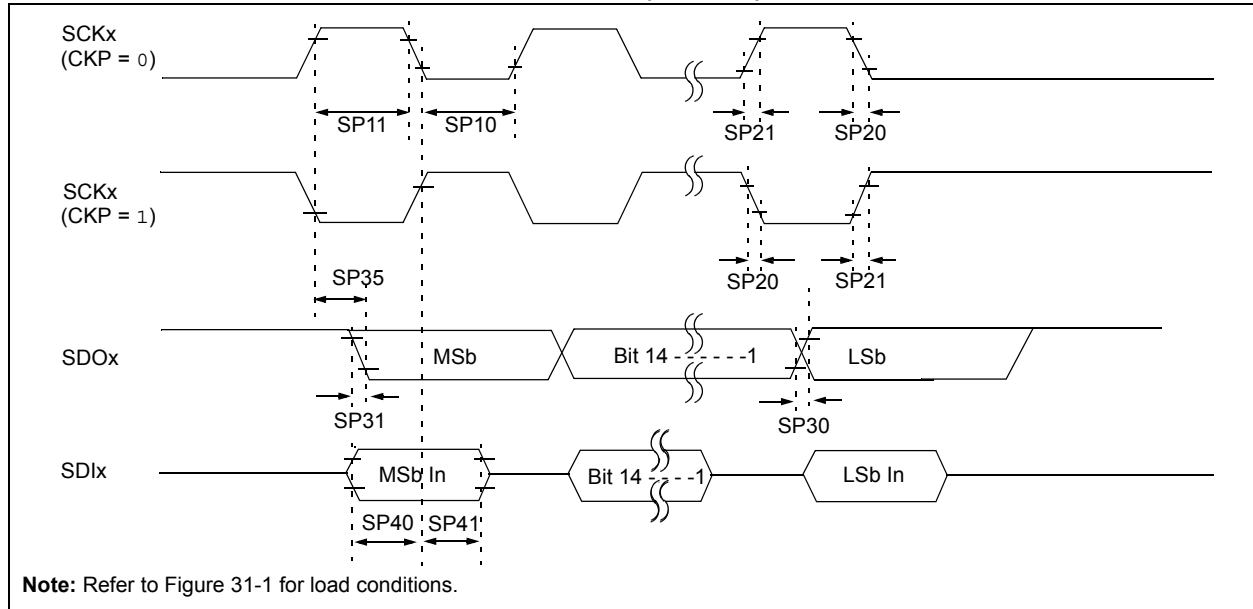 SCKx
(CKP = 0)
SP11
SP10
SP21
SP20
SCKx
(CKP = 1)
SP35
SP20
SP21
SDOx
MSb
Bit 14 - - - - - -1
LSb
SP31
SP30
SDIx
MSb In
Bit 14 - - - -1
LSb In
SP40
SP41
Note: Refer to Figure 31-1 for load conditions.